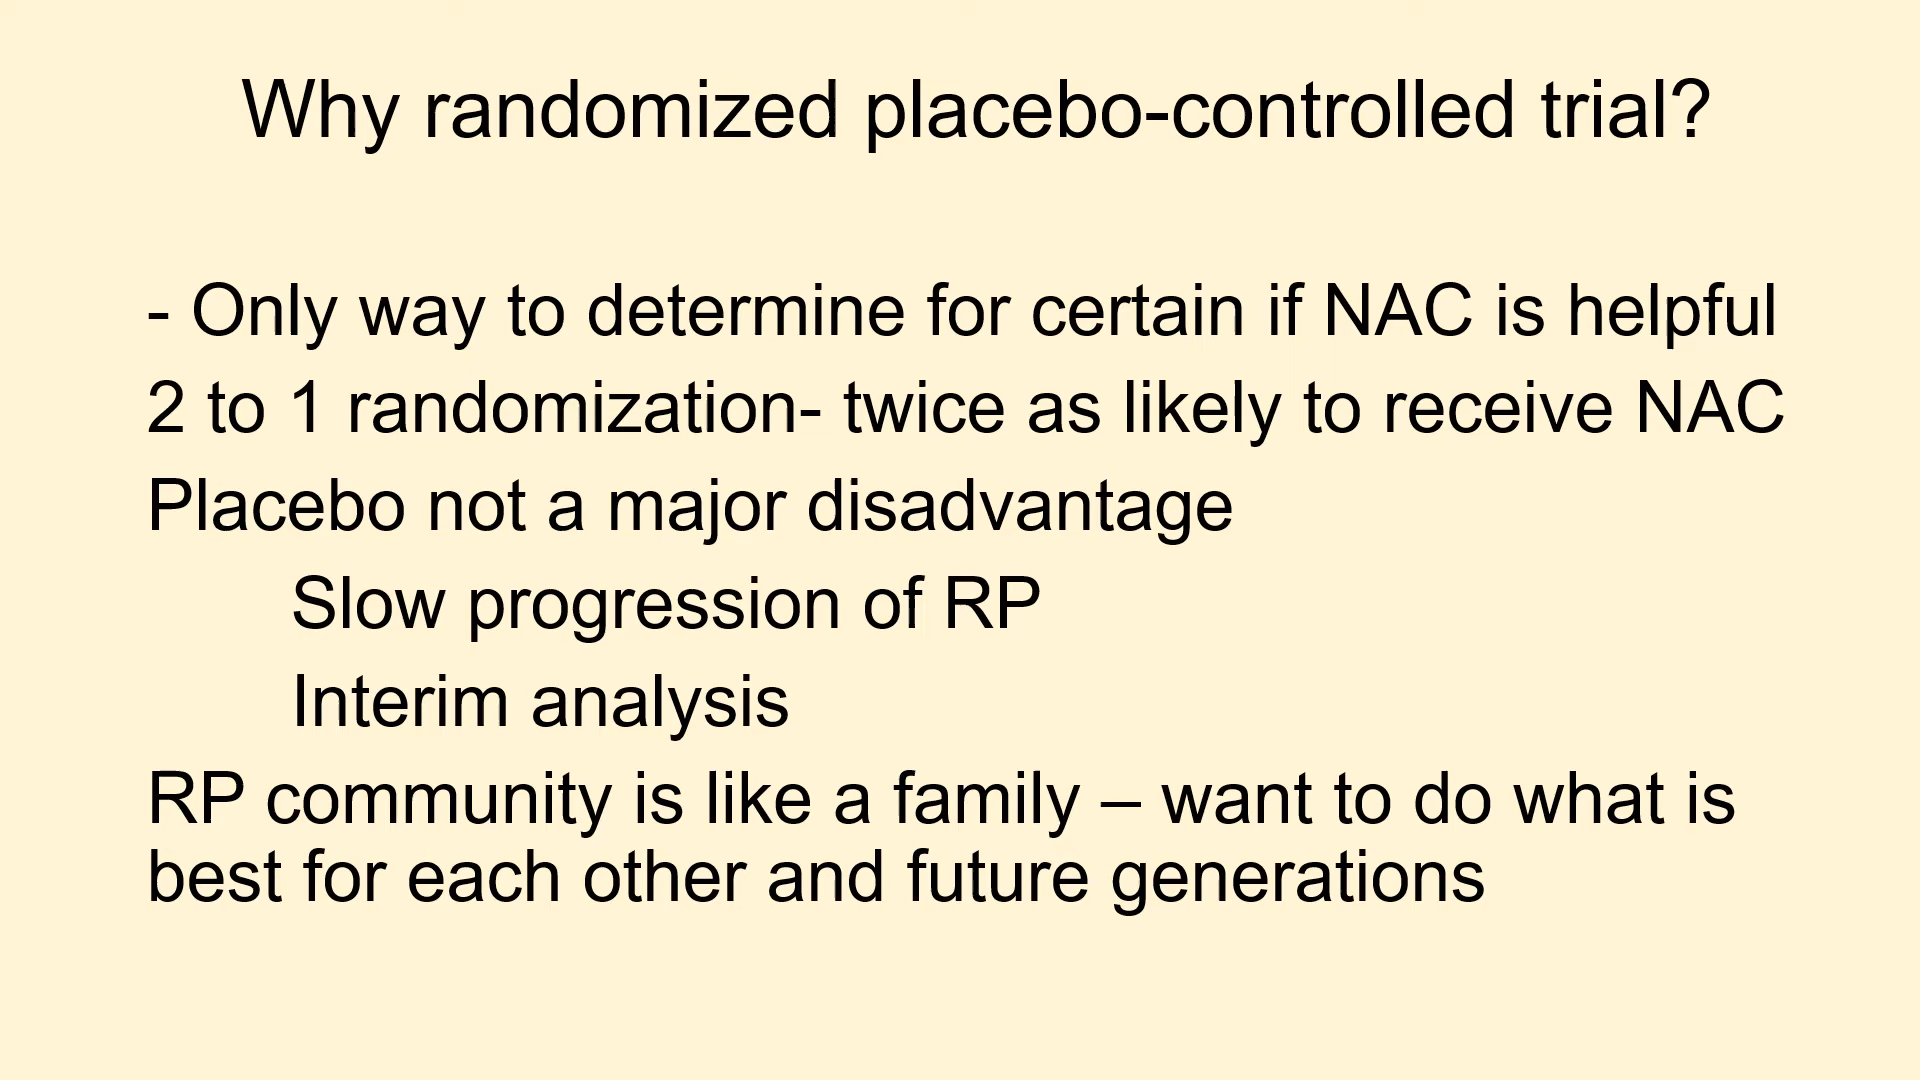 Why randomized placebo-controlled trial?
- Only way to determine for certain if NAC is helpful
2 to 1 randomization- twice as likely to receive NAC
Placebo not a major disadvantage
Slow progression of RP
Interim analysis
RP community is like a family – want to do what is
best for each other and future generations